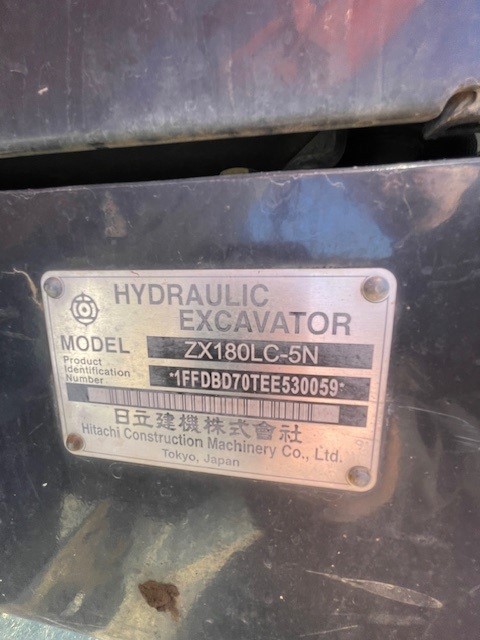 HYDRAULIC
EXCAVATOR
MODEL ZX180LC-5N
Product
Identification
Number *1FFDBD70TEE530059*
日立建機株式會社
Hitachi Construction Machinery Co., Ltd.
Tokyo, Japan